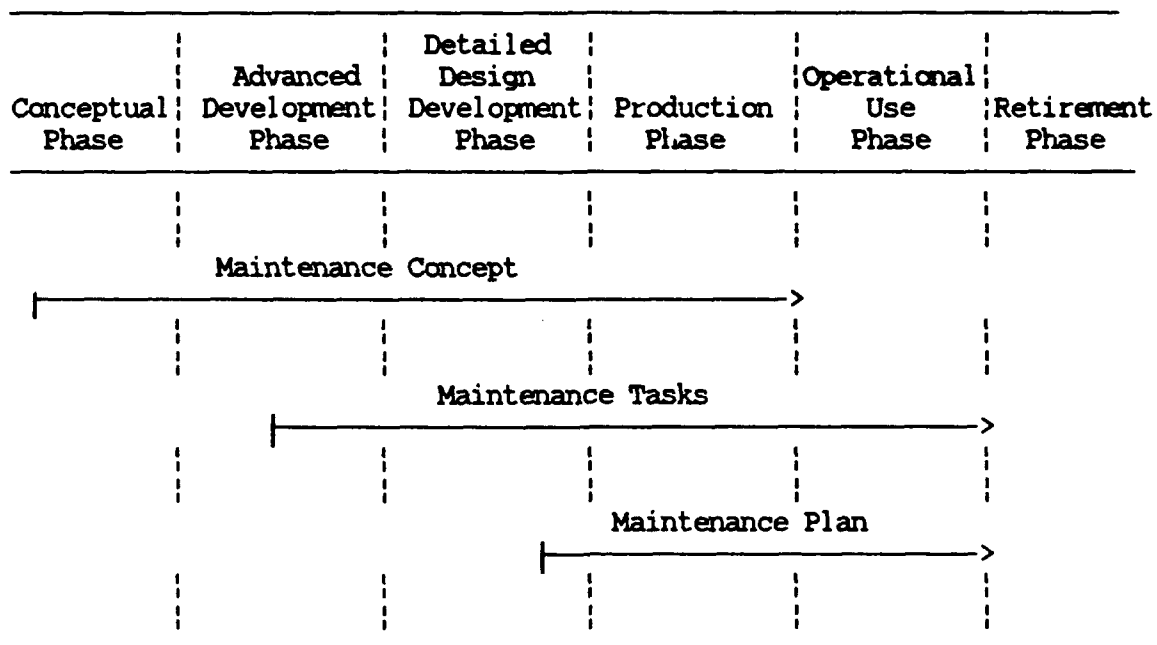 Conceptual
Phase
Advanced
Development
Phase
Detailed
Design
Development
Phase
Production
Phase
Operational
Use
Phase
Retirement
Phase
Maintenance Concept
Maintenance Tasks
Maintenance Plan